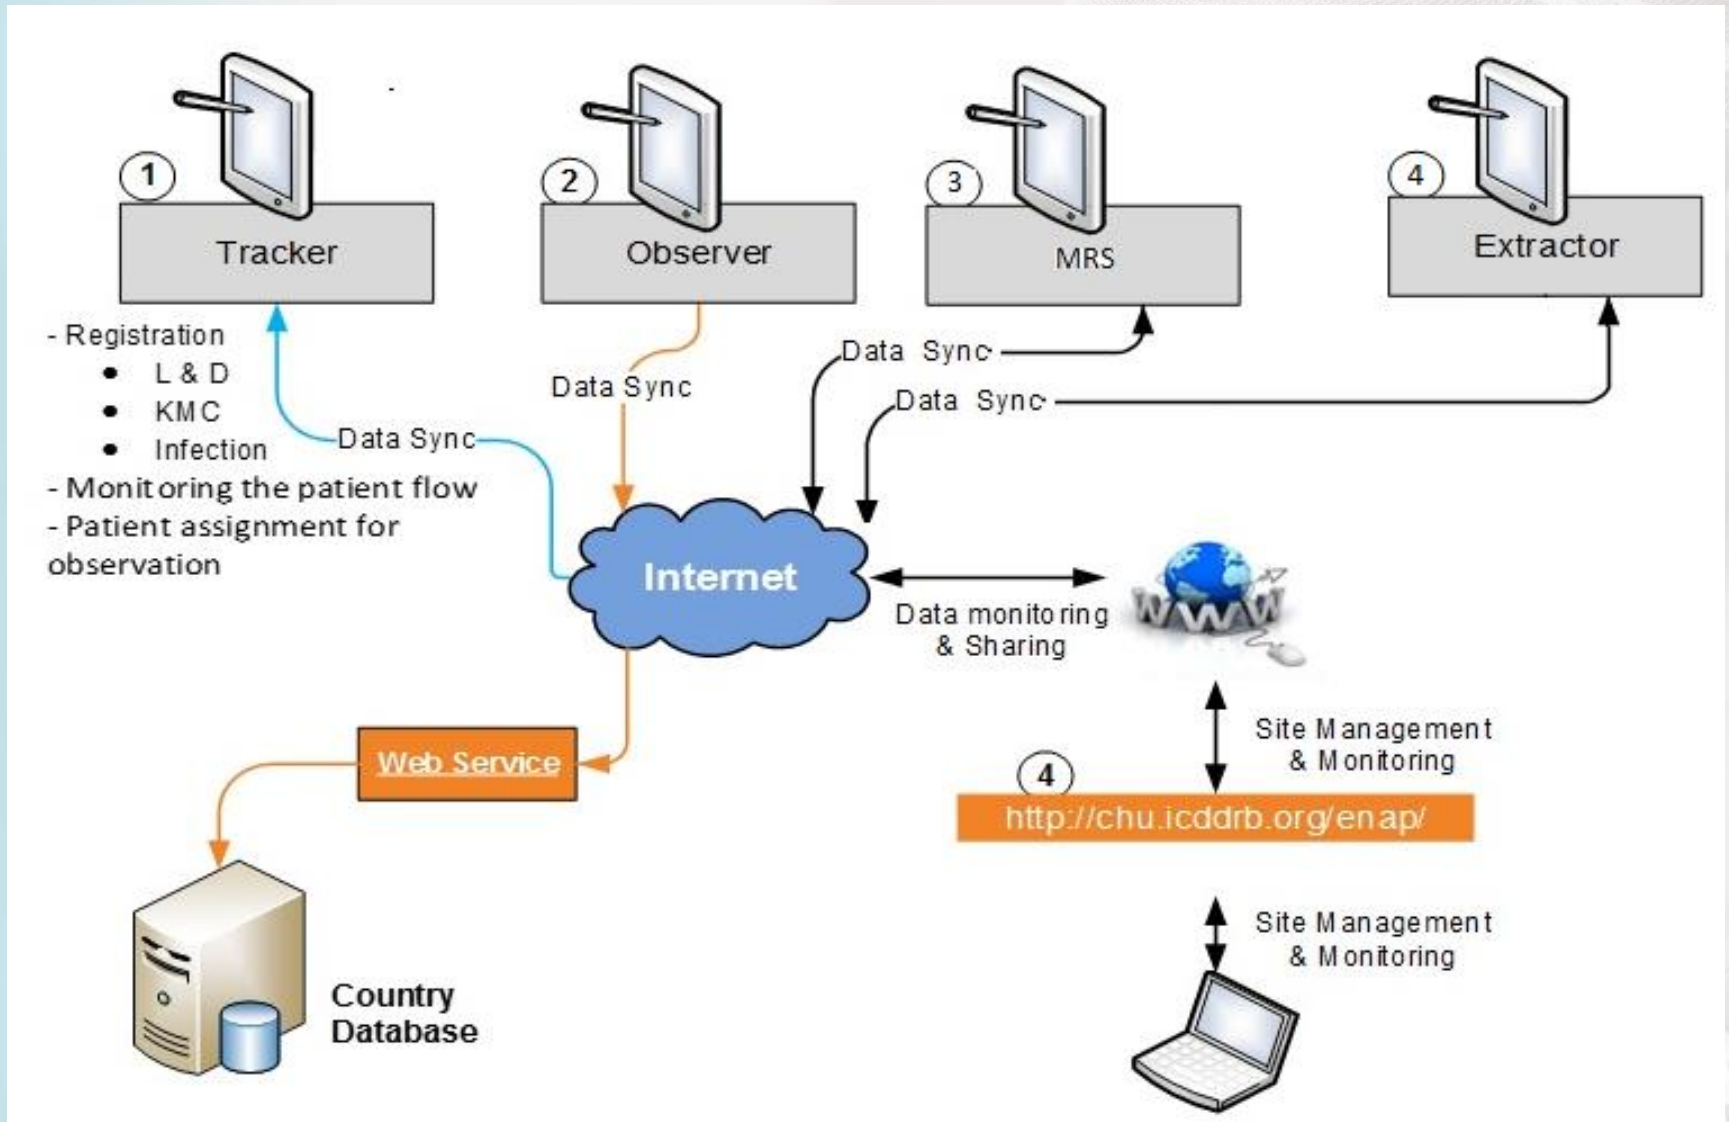 1
Tracker
2
Observer
3
MRS
4
Extractor
- Registration
● L & D
● KMC
● Infection
- Monitoring the patient flow
- Patient assignment for
observation
Data Sync
Data Sync
Data Sync
Data Sync
Internet
Data monitoring
& Sharing
WWW
Site Management
& Monitoring
4
http://chu.icddrb.org/enap/
Site Management
& Monitoring
Web Service
Country
Database